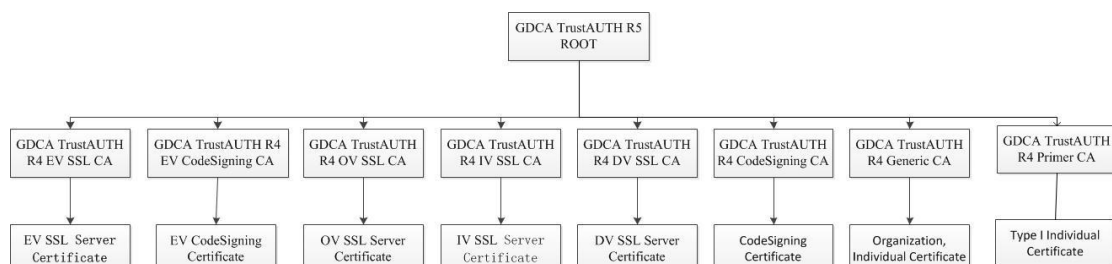 GDCA TrustAUTH R5
ROOT
GDCA TrustAUTH
R4 EV SSL CA
GDCA TrustAUTH R4
EV CodeSigning CA
GDCA TrustAUTH
R4 OV SSL CA
GDCA TrustAUTH
R4 IV SSL CA
GDCA TrustAUTH
R4 DV SSL CA
GDCA TrustAUTH
R4 CodeSigning CA
GDCA TrustAUTH
R4 Generic CA
GDCA TrustAUTH
R4 Primer CA
EV SSL Server
Certificate
EV CodeSigning
Certificate
OV SSL Server
Certificate
IV SSL Server
Certificate
DV SSL Server
Certificate
CodeSigning
Certificate
Organization,
Individual Certificate
Type I Individual
Certificate